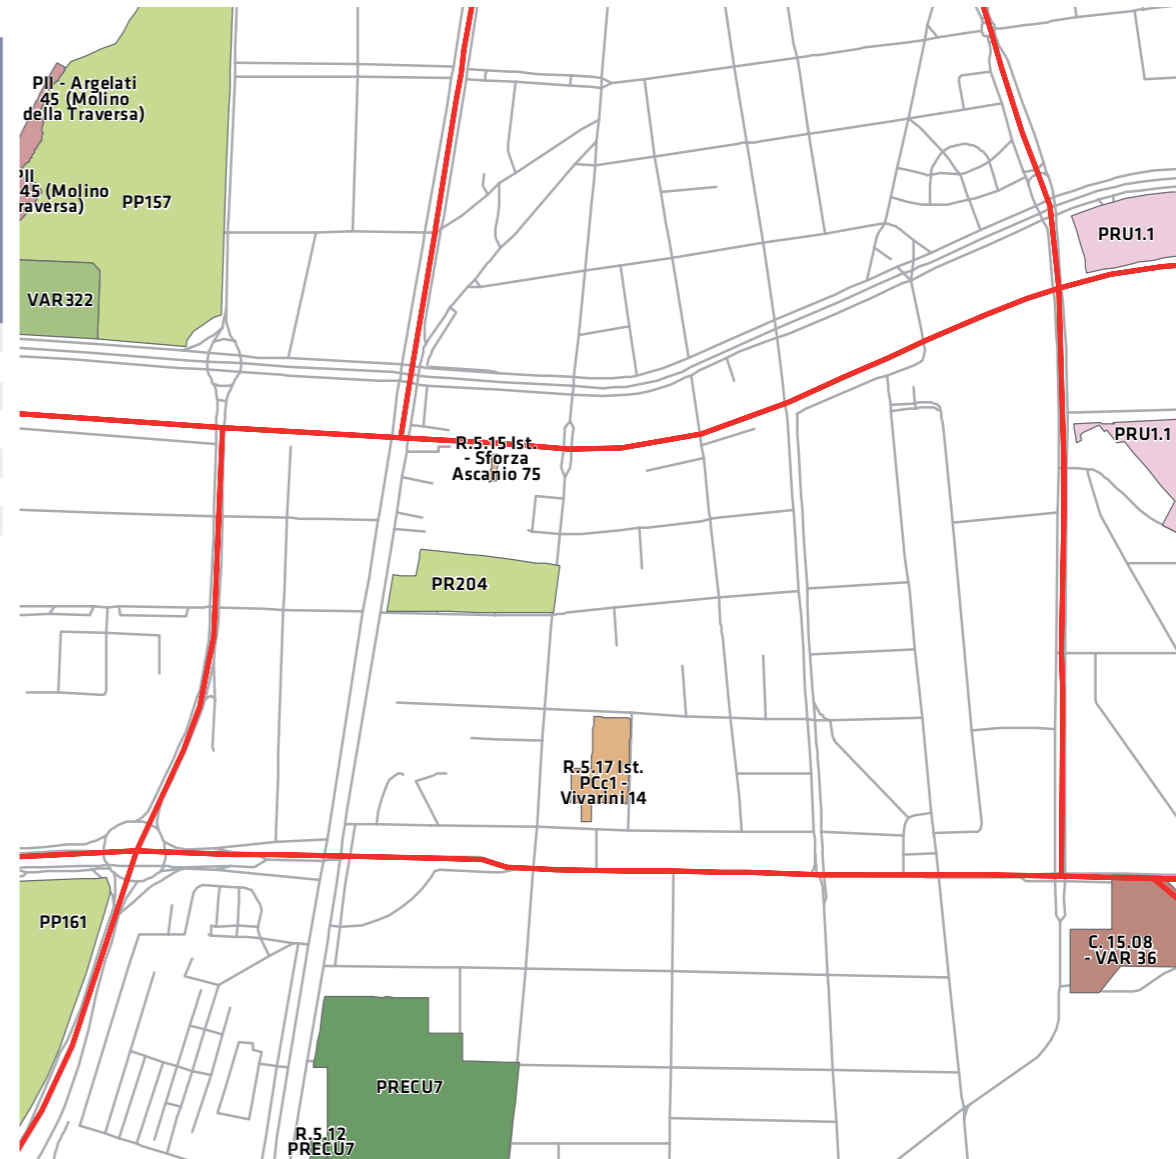 PII - Argelati
45 (Molino
della Traversa)
PII
45 (Molino
raversa)
PP157
VAR322
PRU1.1
PRU1.1
R.5.15 Ist.
- Sforza
Ascanio 75
PR204
R.5.17 Ist.
PCc1 -
Vivarini 14
PP161
C. 15.08
- VAR 36
PRECU7
R.5.12
PRECU7